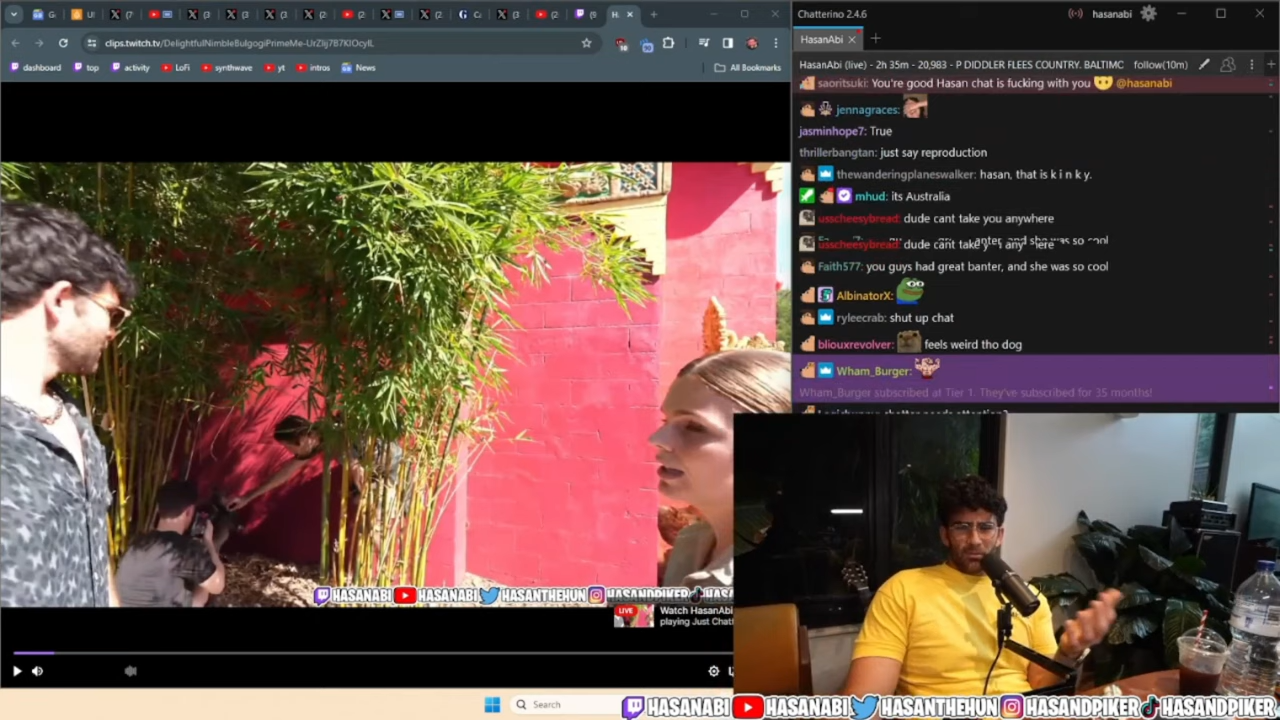 Chatterino 2.4.6
hasanabi
clips.twitch.tv/DelightfulNimbleBulgogiPrimeMe-UrZlij7B7KIOcylL
HasanAbi
dashboard
top
activity
LoFi
synthwave
yt
intros
News
All Bookmarks
HasanAbi (live) - 2h 35m - 20,983 - P DIDDLER FLEES COUNTRY. BALTIMC
follow(10m)
saoritsuki: You're good Hasan chat is fucking with you @hasanabi
jennagraces:
jasminhope7: True
thrillerbangtan: just say reproduction
thewanderingplaneswalker: hasan, that is k i n k y.
mhud: its Australia
usscheesybread: dude cant take you anywhere
Faith577: you guys had great banter, and she was so cool
AlbinatorX:
ryleecrab: shut up chat
bliouxrevolver: feels weird tho dog
Wham_Burger:
Wham_Burger subscribed at Tier 1. They've subscribed for 35 months!
HASANABI HASANABI HASANTHEHUN HASANDPIKER HASA
LIVE
Watch HasanAbi
playing Just Chat
Search
HASANABI HASANABI HASANTHEHUN HASANDPIKER HASANDPIKER